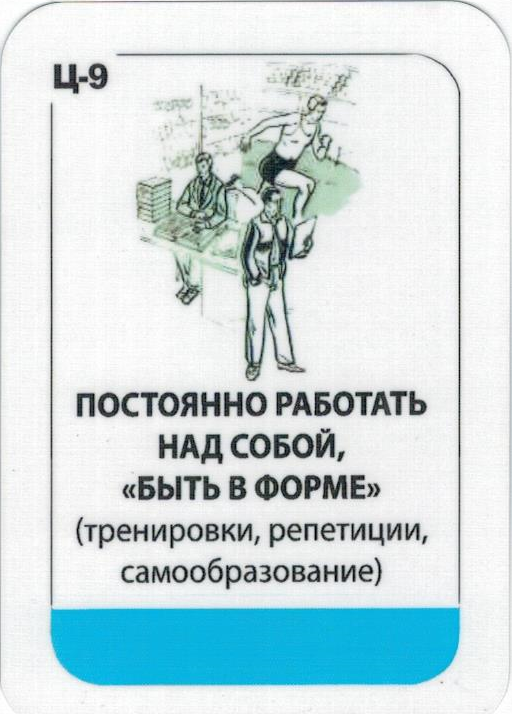 Ц-9
ПОСТОЯННО РАБОТАТЬ
НАД СОБОЙ,
«БЫТЬ В ФОРМЕ»
(тренировки, репетиции,
самообразование)